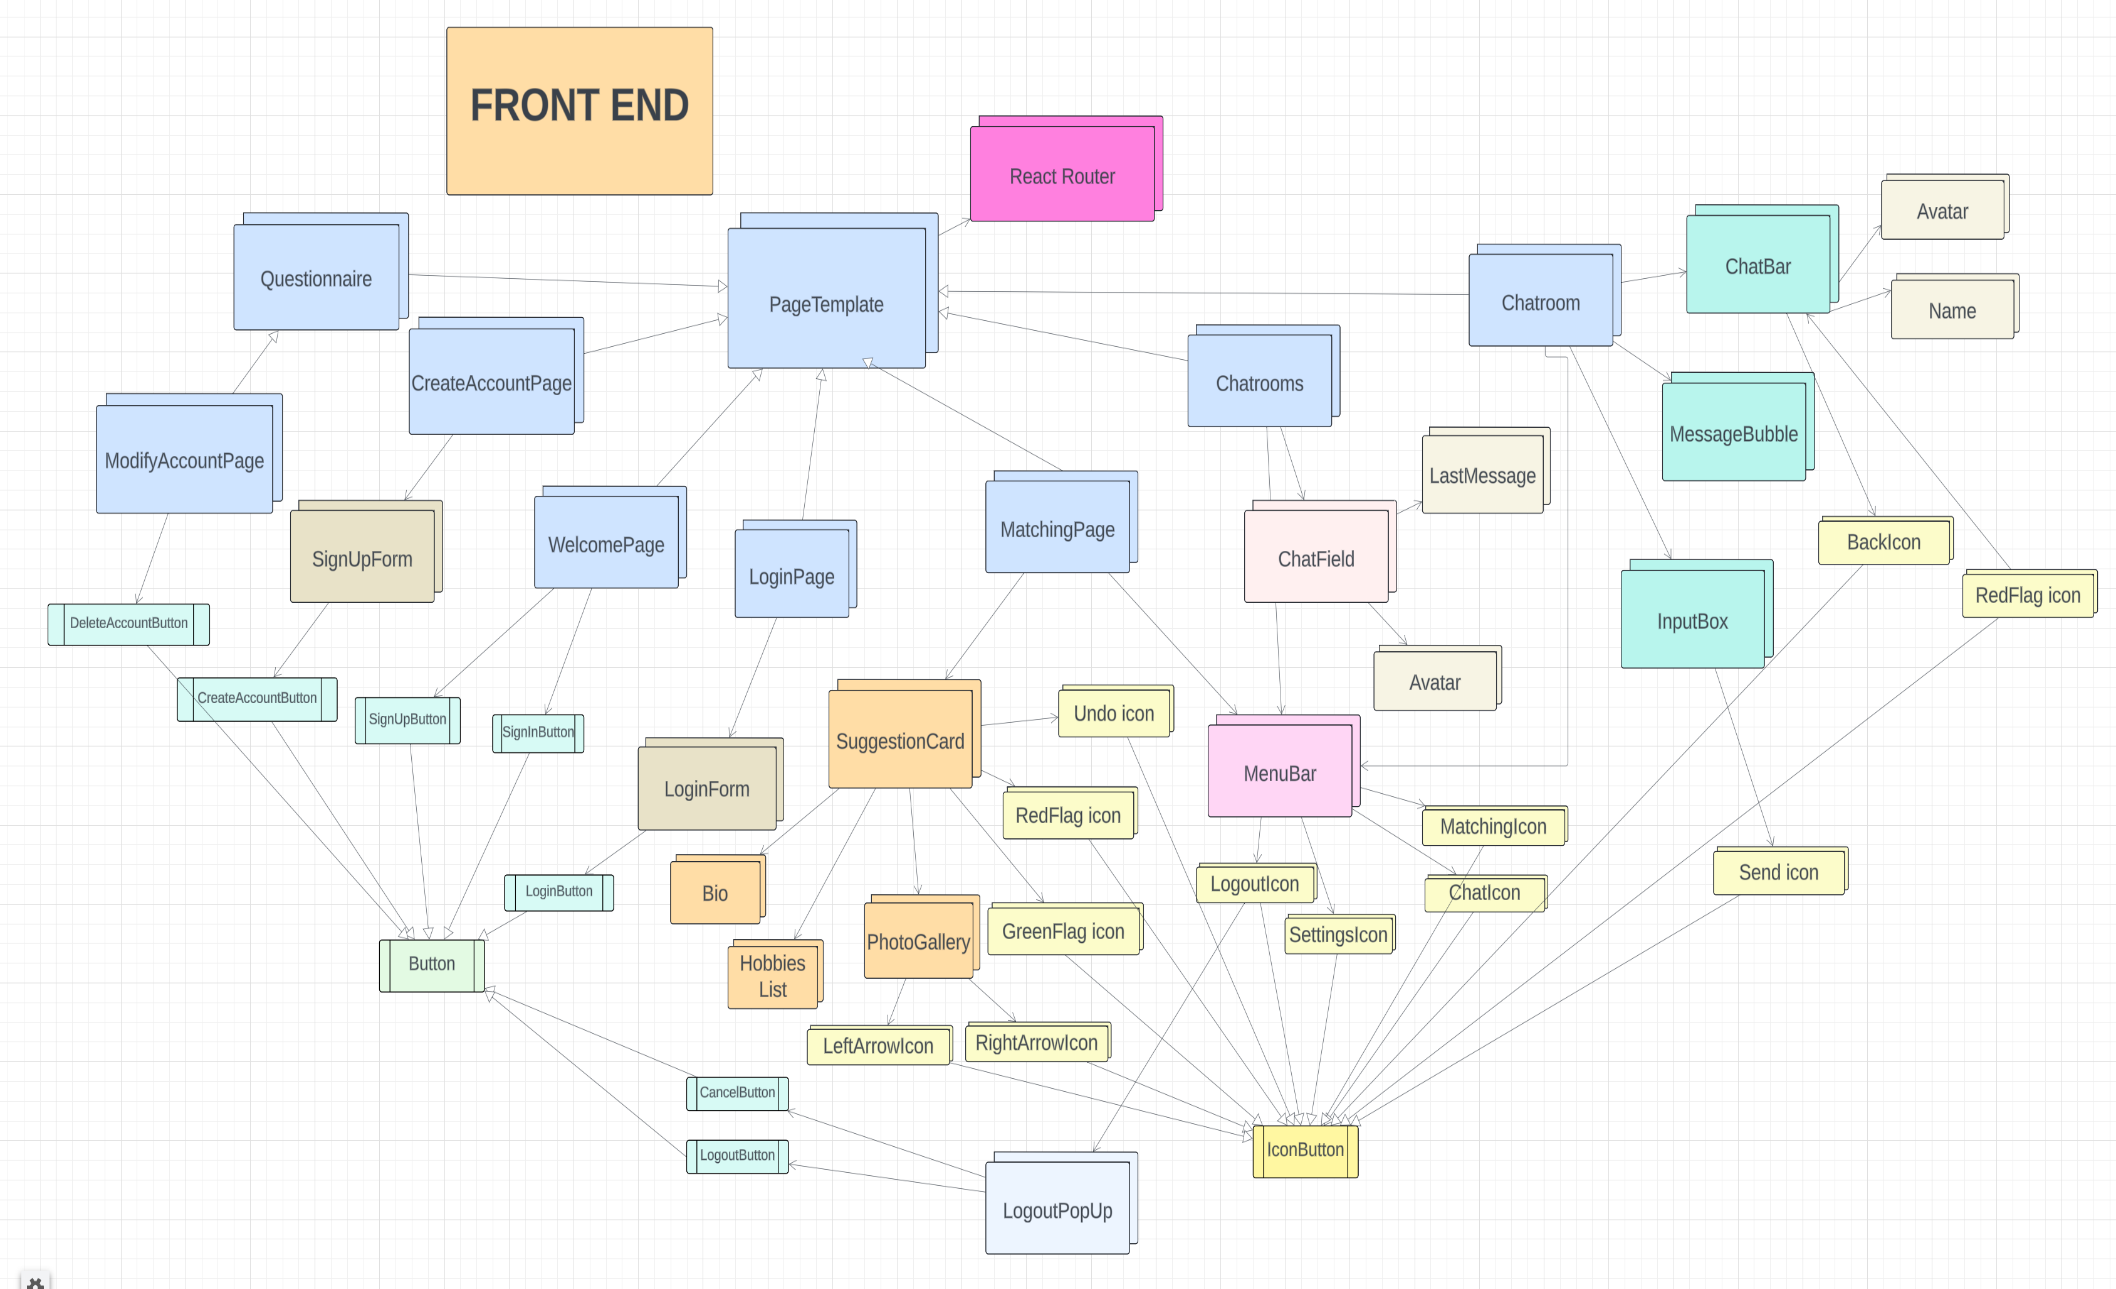 FRONT END
React Router
Avatar
Questionnaire
PageTemplate
Chatroom
ChatBar
Name
CreateAccountPage
Chatrooms
ModifyAccountPage
MessageBubble
LastMessage
SignUpForm
WelcomePage
LoginPage
MatchingPage
ChatField
BackIcon
RedFlag icon
InputBox
DeleteAccountButton
CreateAccountButton
SignUpButton
SignInButton
Avatar
Undo icon
SuggestionCard
MenuBar
LoginForm
RedFlag icon
MatchingIcon
Send icon
LoginButton
Bio
LogoutIcon
ChatIcon
GreenFlag icon
SettingsIcon
PhotoGallery
Button
Hobbies
List
LeftArrowIcon
RightArrowIcon
CancelButton
LogoutButton
IconButton
LogoutPopUp